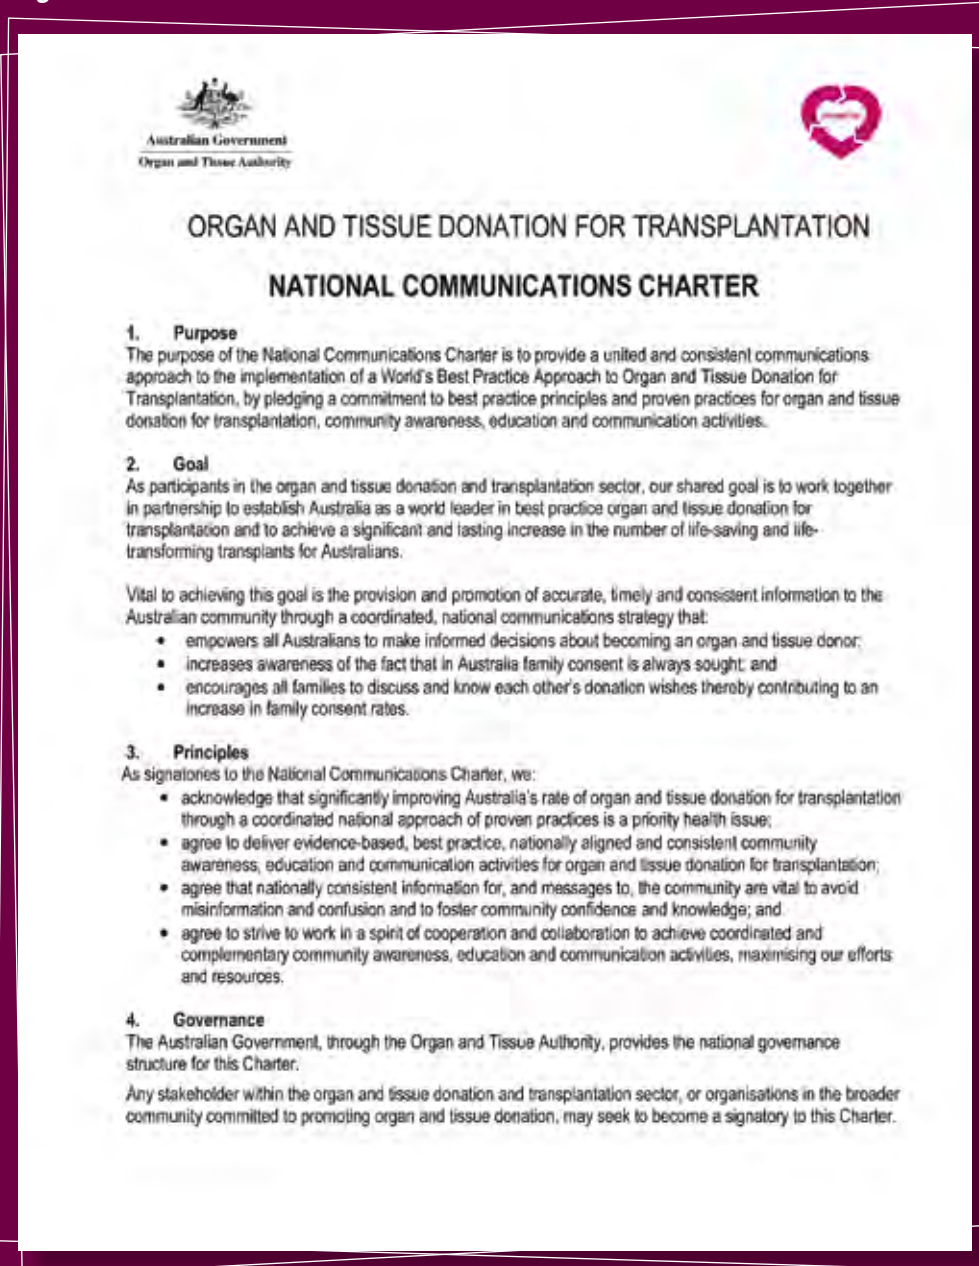 Australian Government
Organ and Tissue Authority
ORGAN AND TISSUE DONATION FOR TRANSPLANTATION
NATIONAL COMMUNICATIONS CHARTER
1. Purpose
The purpose of the National Communications Charter is to provide a united and consistent communications
approach to the implementation of a World's Best Practice Approach to Organ and Tissue Donation for
Transplantation, by pledging a commitment to best practice principles and proven practices for organ and tissue
donation for transplantation, community awareness, education and communication activities.
2. Goal
As participants in the organ and tissue donation and transplantation sector, our shared goal is to work together
in partnership to establish Australia as a world leader in best practice organ and tissue donation for
transplantation and to achieve a significant and lasting increase in the number of life-saving and life-
transforming transplants for Australians.
Vital to achieving this goal is the provision and promotion of accurate, timely and consistent information to the
Australian community through a coordinated, national communications strategy that:
• empowers all Australians to make informed decisions about becoming an organ and tissue donor;
• increases awareness of the fact that in Australia family consent is always sought; and
• encourages all families to discuss and know each other's donation wishes thereby contributing to an
increase in family consent rates.
3. Principles
As signatories to the National Communications Charter, we:
• acknowledge that significantly improving Australia's rate of organ and tissue donation for transplantation
through a coordinated national approach of proven practices is a priority health issue;
• agree to deliver evidence-based, best practice, nationally aligned and consistent community
awareness, education and communication activities for organ and tissue donation for transplantation;
• agree that nationally consistent information for, and messages to, the community are vital to avoid
misinformation and confusion and to foster community confidence and knowledge; and
• agree to strive to work in a spirit of cooperation and collaboration to achieve coordinated and
complementary community awareness, education and communication activities, maximising our efforts
and resources.
4. Governance
The Australian Government, through the Organ and Tissue Authority, provides the national governance
structure for this Charter.
Any stakeholder within the organ and tissue donation and transplantation sector, or organisations in the broader
community committed to promoting organ and tissue donation, may seek to become a signatory to this Charter.